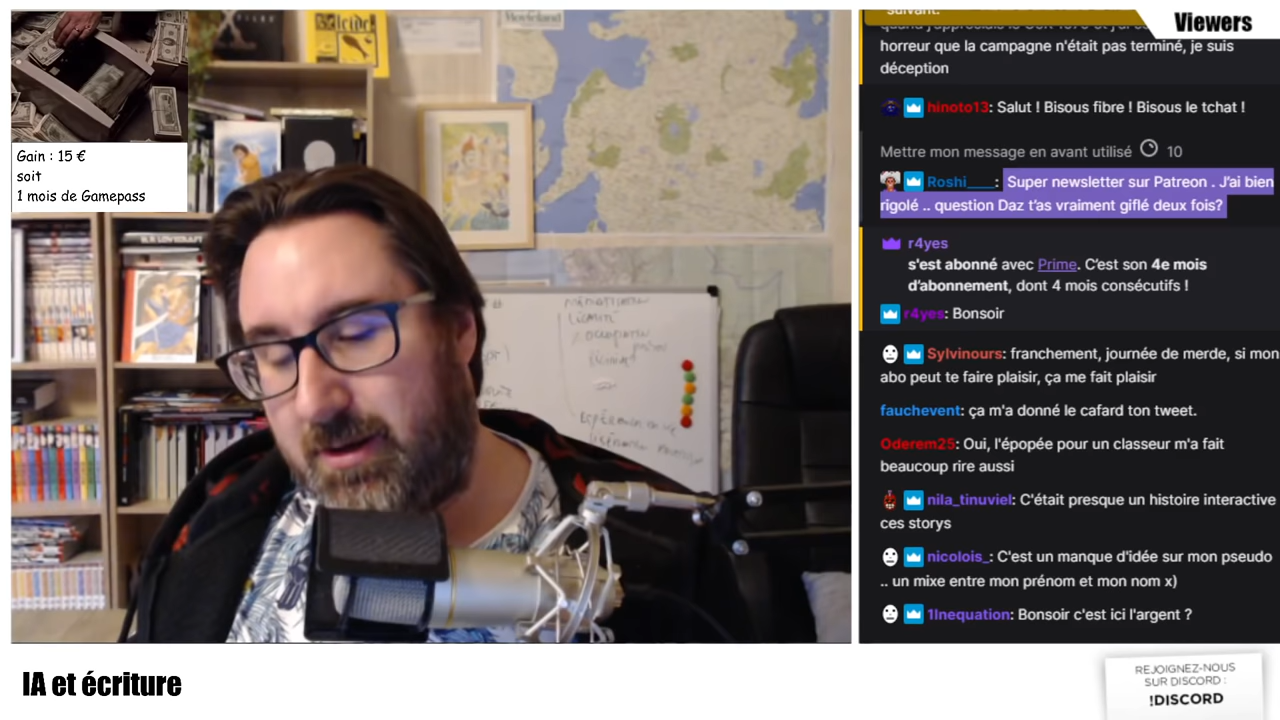 Gain : 15 €
soit
1 mois de Gamepass
Viewers
suivant.
horreur que la campagne n'était pas terminé, je suis
déception
hinoto13: Salut ! Bisous fibre ! Bisous le tchat !
Mettre mon message en avant utilisé 10
Roshi____: Super newsletter sur Patreon . J'ai bien
rigolé .. question Daz t'as vraiment giflé deux fois?
r4yes
s'est abonné avec Prime. C'est son 4e mois
d'abonnement, dont 4 mois consécutifs !
r4yes: Bonsoir
Sylvinours: franchement, journée de merde, si mon
abo peut te faire plaisir, ça me fait plaisir
fauchevent: ça m'a donné le cafard ton tweet.
Oderem25: Oui, l'épopée pour un classeur m'a fait
beaucoup rire aussi
nila_tinuviel: C'était presque un histoire interactive
ces storys
nicolois_: C'est un manque d'idée sur mon pseudo
.. un mixe entre mon prénom et mon nom x)
1Inequation: Bonsoir c'est ici l'argent ?
IA et écriture
REJOIGNEZ-NOUS
SUR DISCORD :
!DISCORD